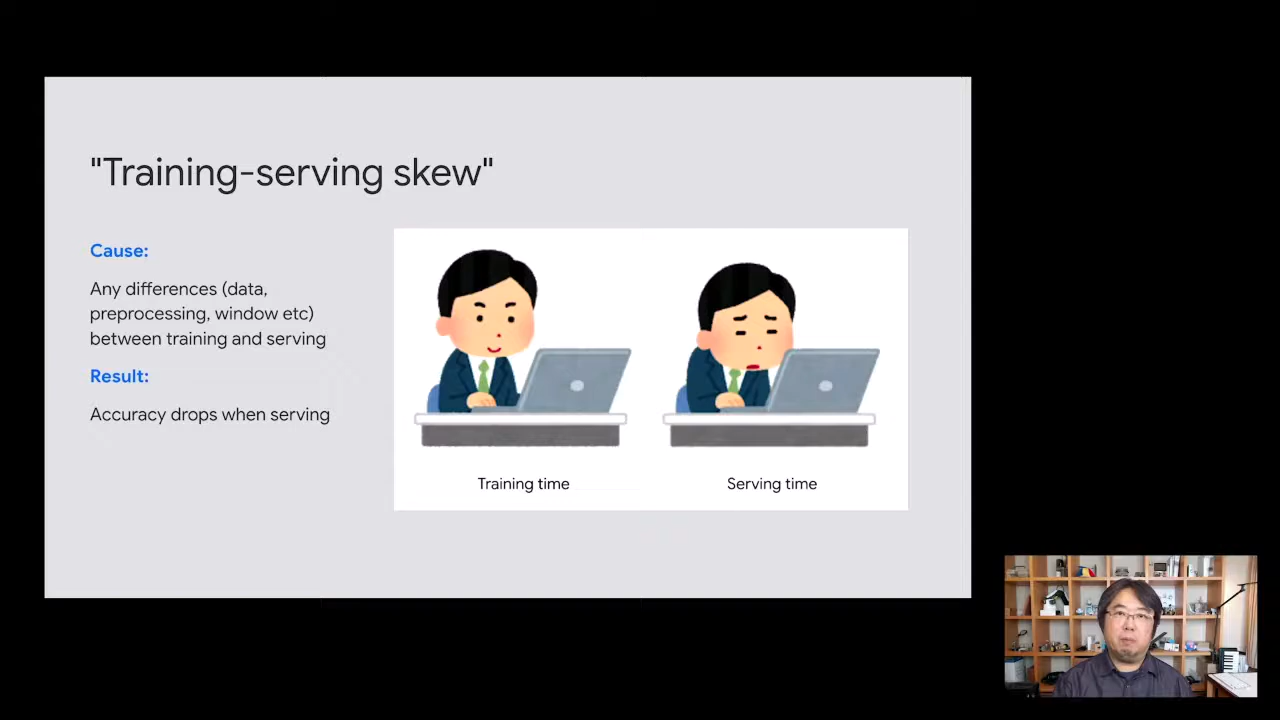 "Training-serving skew"
Cause:
Any differences (data,
preprocessing, window etc)
between training and serving
Result:
Accuracy drops when serving
Training time
Serving time